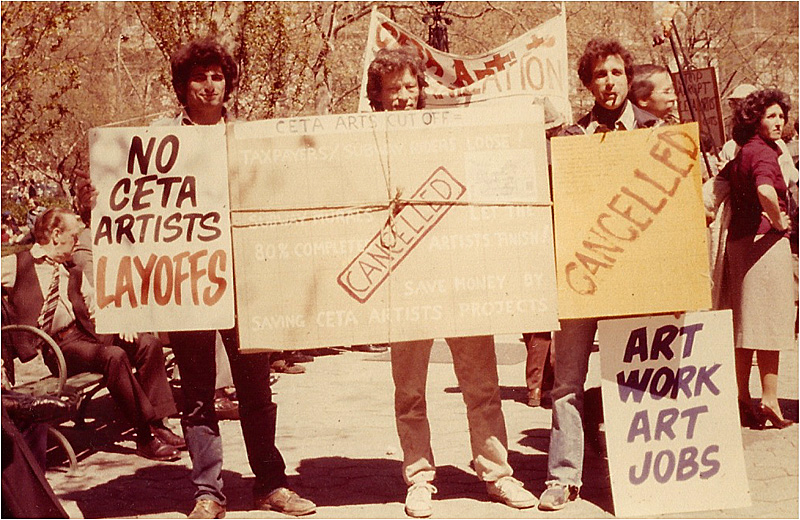 NO
CETA
ARTISTS
LAYOFFS
CETA ARTS CUT OFF=
TAXPAYERS/ LOOSE!
CANCELLED
LET THE
80% COMPLETE ARTISTS FINISH!
SAVE MONEY BY
SAVING CETA ARTISTS PROJECTS
CANCELLED
ART
WORK
ART
JOBS